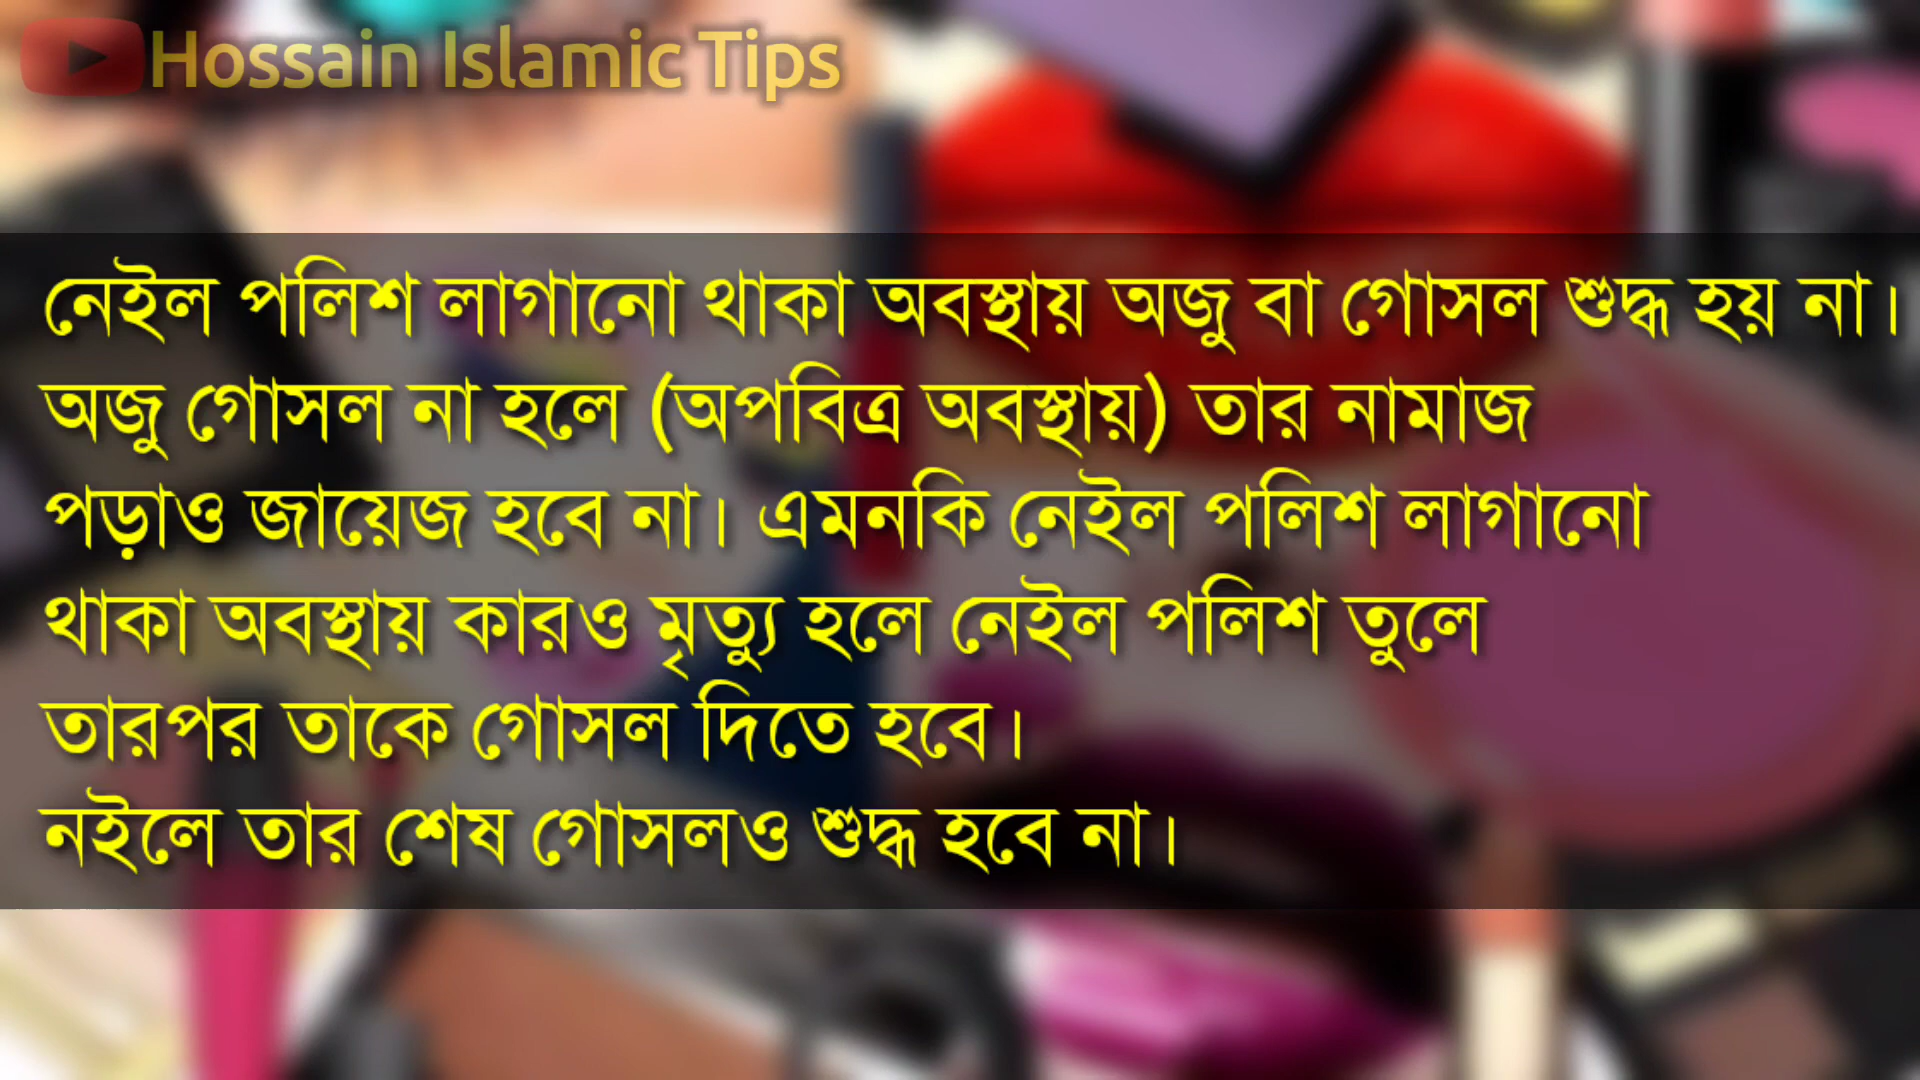 Hossain Islamic Tips
নেইল পলিশ লাগানো থাকা অবস্থায় অজু বা গোসল শুদ্ধ হয় না।
অজু গোসল না হলে (অপবিত্র অবস্থায়) তার নামাজ
পড়াও জায়েজ হবে না। এমনকি নেইল পলিশ লাগানো
থাকা অবস্থায় কারও মৃত্যু হলে নেইল পলিশ তুলে
তারপর তাকে গোসল দিতে হবে।
নইলে তার শেষ গোসলও শুদ্ধ হবে না।